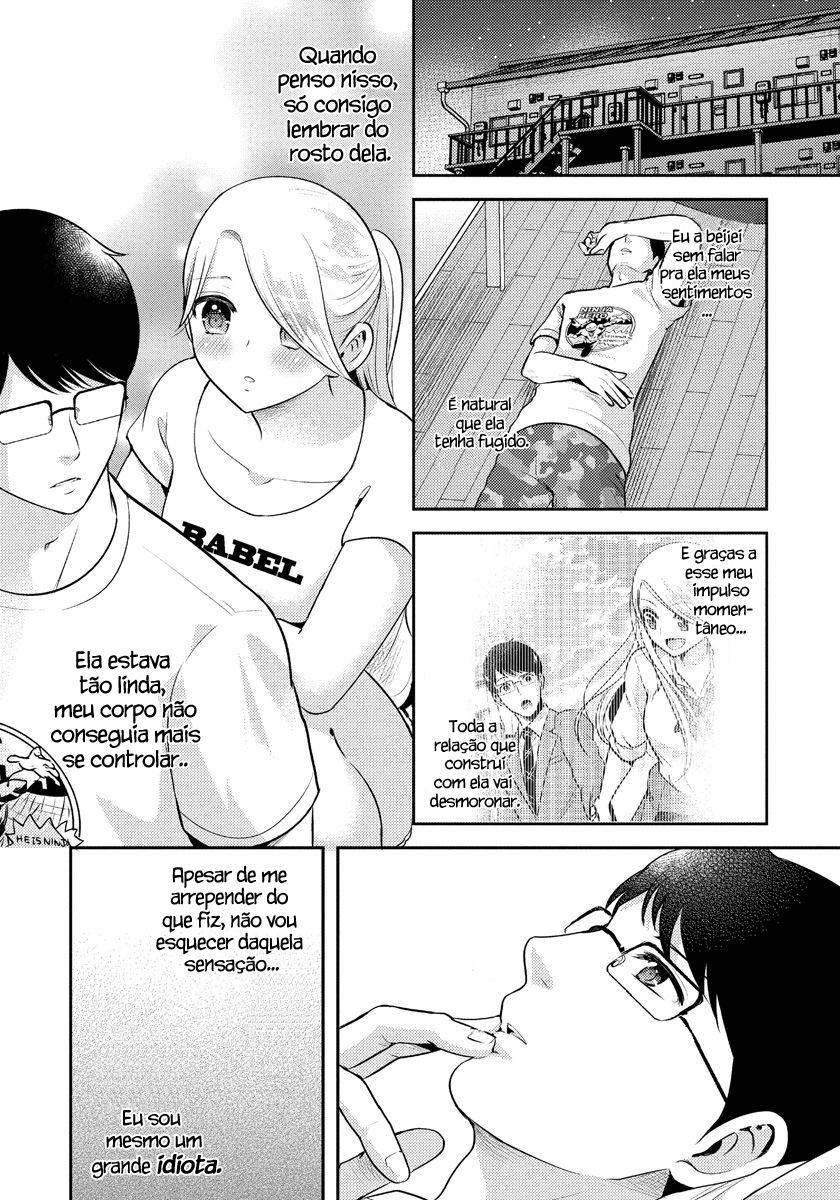 Eu a beijei
sem falar
pra ela meus
sentimentos
...
NINJA
HERO
É natural
que ela
tenha fugido.
E graças a
esse meu
impulso
momen-
tâneo...
Toda a
relação que
construí
com ela vai
desmoronar.
Quando
penso nisso,
só consigo
lembrar do
rosto dela.
BABEL
Ela estava
tão linda,
meu corpo não
conseguia mais
se controlar..
HE IS NINJA
Apesar de me
arrepender do
que fiz, não vou
esquecer daquela
sensação...
Eu sou
mesmo um
grande idiota.